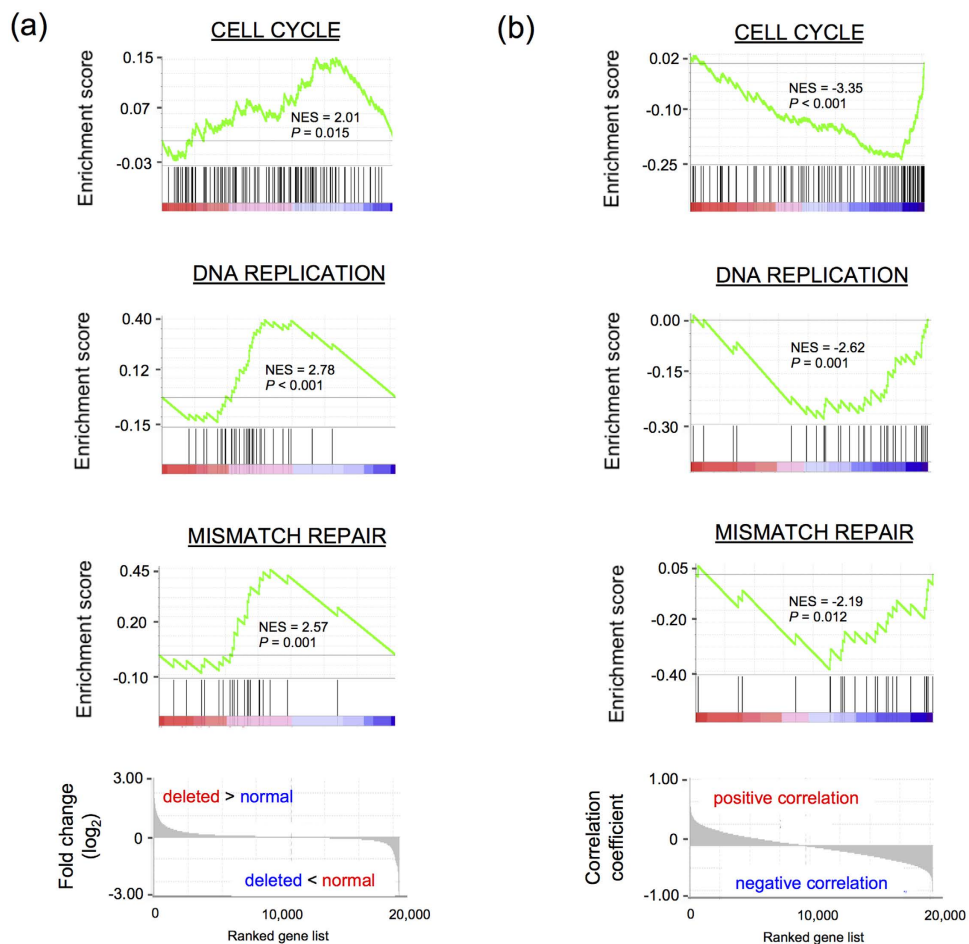 (a)
CELL CYCLE
Enrichment score
0.15
0.07
-0.03
NES = 2.01
P = 0.015
DNA REPLICATION
Enrichment score
0.40
0.12
-0.15
NES = 2.78
P < 0.001
MISMATCH REPAIR
Enrichment score
0.45
0.20
-0.10
NES = 2.57
P = 0.001
Fold change
(log2)
3.00
0
-3.00
deleted > normal
deleted < normal
0 10,000 20,000
Ranked gene list
(b)
CELL CYCLE
Enrichment score
0.02
-0.10
-0.25
NES = -3.35
P < 0.001
DNA REPLICATION
Enrichment score
0.00
-0.15
-0.30
NES = -2.62
P = 0.001
MISMATCH REPAIR
Enrichment score
0.05
-0.20
-0.40
NES = -2.19
P = 0.012
Correlation
coefficient
1.00
0
-1.00
positive correlation
negative correlation
0 10,000 20,000
Ranked gene list